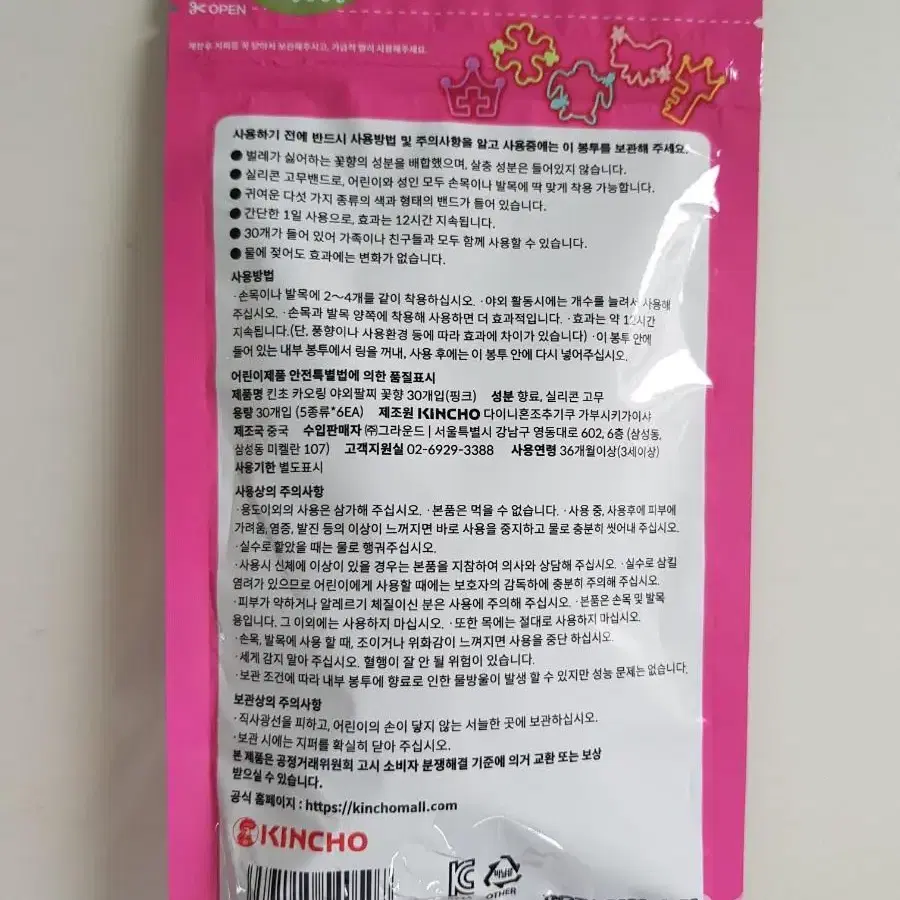 OPEN
개봉후 지퍼를 꼭 닫아서 보관해주시고, 가급적 빨리 사용해주세요.
사용하기 전에 반드시 사용방법 및 주의사항을 알고 사용중에는 이 봉투를 보관해 주세요.
● 벌레가 싫어하는 꽃향의 성분을 배합했으며, 살충 성분은 들어있지 않습니다.
● 실리콘 고무밴드로, 어린이와 성인 모두 손목이나 발목에 딱 맞게 착용 가능합니다.
● 귀여운 다섯 가지 종류의 색과 형태의 밴드가 들어 있습니다.
● 간단한 1일 사용으로, 효과는 12시간 지속됩니다.
● 30개가 들어 있어 가족이나 친구들과 모두 함께 사용할 수 있습니다.
● 물에 젖어도 효과에는 변화가 없습니다.
사용방법
·손목이나 발목에 2~4개를 같이 착용하십시오. ·야외 활동시에는 개수를 늘려서 사용해
주십시오. ·손목과 발목 양쪽에 착용해 사용하면 더 효과적입니다. ·효과는 약 12시간
지속됩니다.(단, 풍향이나 사용환경 등에 따라 효과에 차이가 있습니다) ·이 봉투 안에
들어 있는 내부 봉투에서 링을 꺼내, 사용 후에는 이 봉투 안에 다시 넣어주십시오.
어린이제품 안전특별법에 의한 품질표시
제품명 킨초 카오링 야외팔찌 꽃향 30개입(핑크) 성분 향료, 실리콘 고무
용량 30개입 (5종류*6EA) 제조원 KINCHO 다이니혼조추기쿠 가부시키가이샤
제조국 중국 수입판매자 ㈜그라운드 | 서울특별시 강남구 영동대로 602, 6층 (삼성동,
삼성동 미켈란 107) 고객지원실 02-6929-3388 사용연령 36개월이상(3세이상)
사용기한 별도표시
사용상의 주의사항
·용도이외의 사용은 삼가해 주십시오. ·본품은 먹을 수 없습니다. ·사용 중, 사용후에 피부에
가려움, 염증, 발진 등의 이상이 느껴지면 바로 사용을 중지하고 물로 충분히 씻어내 주십시오.
·실수로 핥았을 때는 물로 헹궈주십시오.
·사용시 신체에 이상이 있을 경우는 본품을 지참하여 의사와 상담해 주십시오. ·실수로 삼킬
염려가 있으므로 어린이에게 사용할 때에는 보호자의 감독하에 충분히 주의해 주십시오.
·피부가 약하거나 알레르기 체질이신 분은 사용에 주의해 주십시오. ·본품은 손목 및 발목
용입니다. 그 이외에는 사용하지 마십시오. ·또한 목에는 절대로 사용하지 마십시오.
·손목, 발목에 사용 할 때, 조이거나 위화감이 느껴지면 사용을 중단 하십시오.
·세게 감지 말아 주십시오. 혈행이 잘 안 될 위험이 있습니다.
·보관 조건에 따라 내부 봉투에 향료로 인한 물방울이 발생 할 수 있지만 성능 문제는 없습니다.
보관상의 주의사항
·직사광선을 피하고, 어린이의 손이 닿지 않는 서늘한 곳에 보관하십시오.
·보관 시에는 지퍼를 확실히 닫아 주십시오.
본 제품은 공정거래위원회 고시 소비자 분쟁해결 기준에 의거 교환 또는 보상
받으실 수 있습니다.
공식 홈페이지 : https://kinchomall.com
KINCHO
비닐류
OTHER